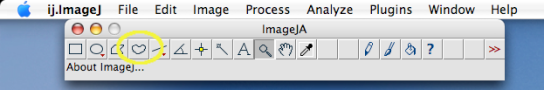 ij.ImageJ File Edit Image Process Analyze Plugins Window Help
ImageJA
A ? >>
About ImageJ...